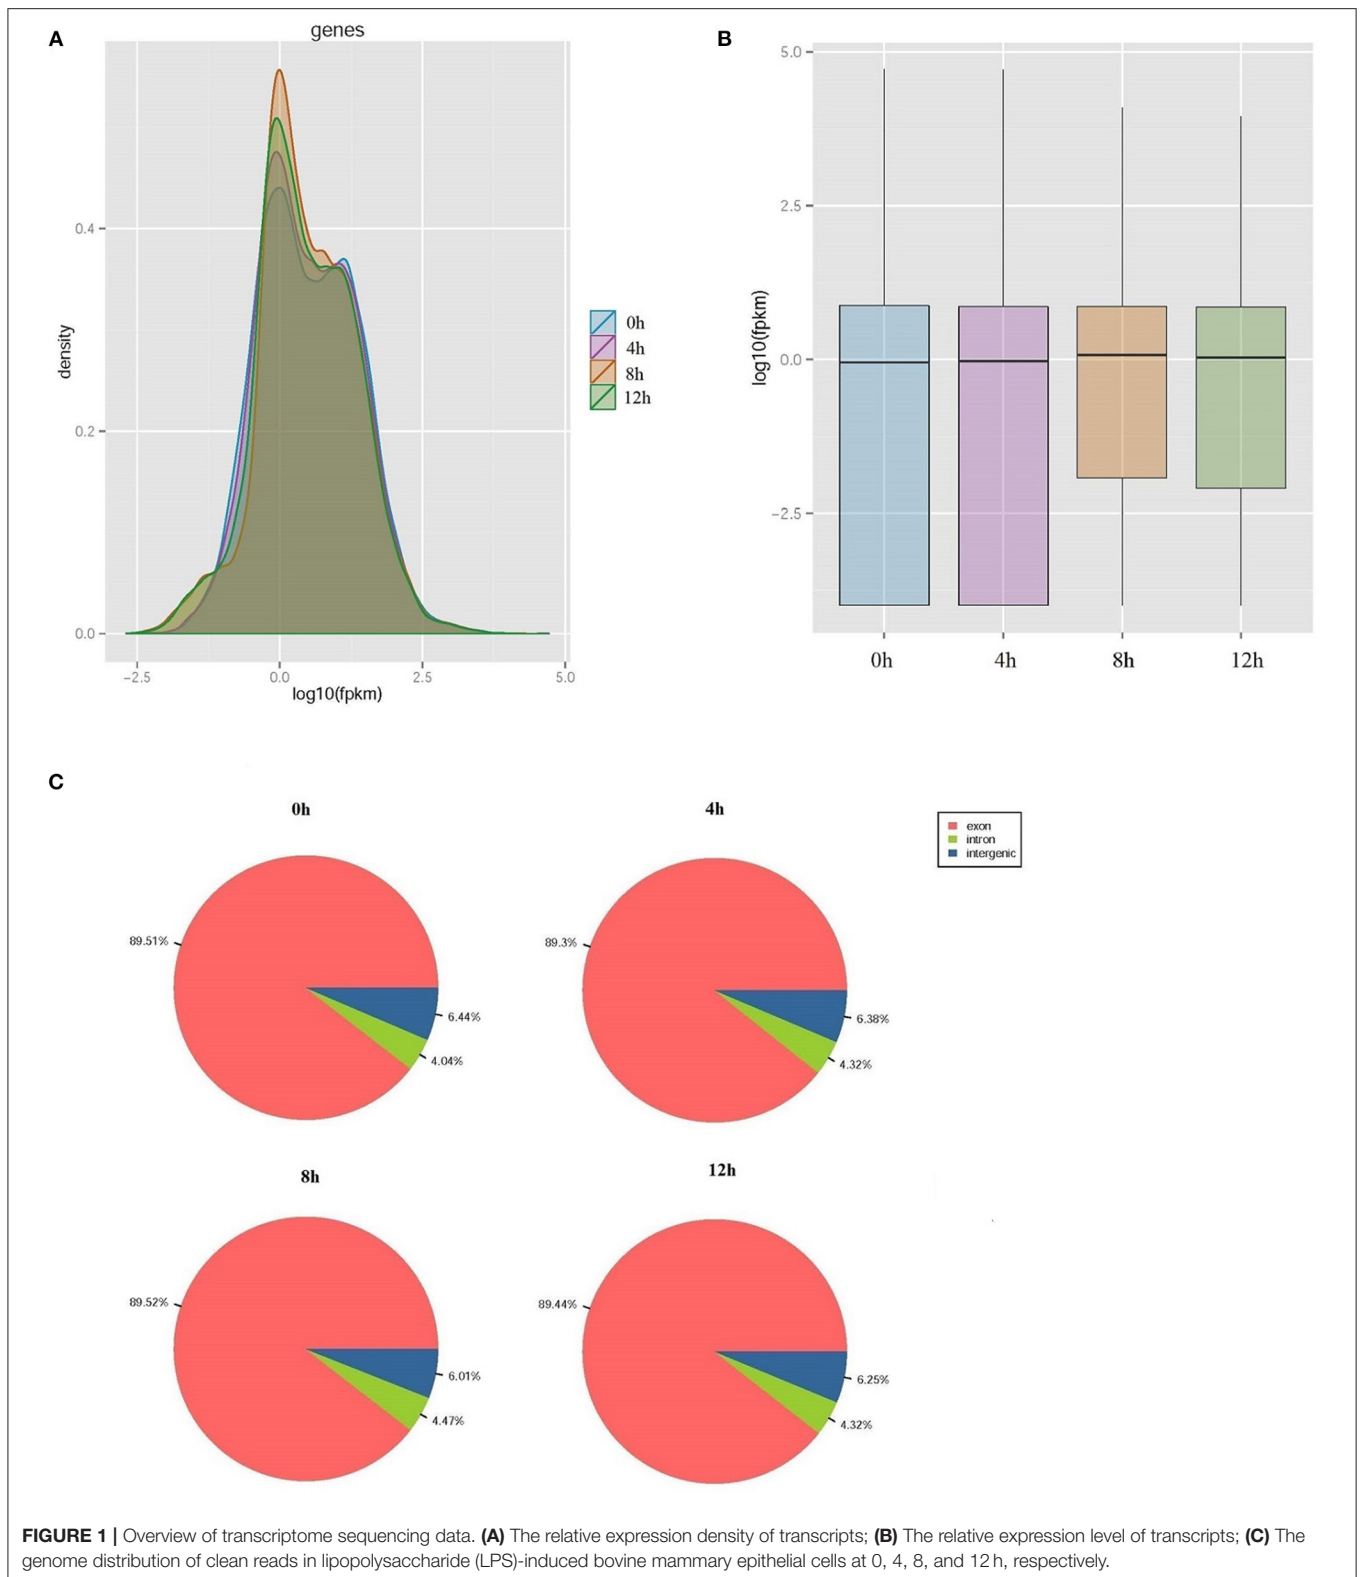 A
genes
0.4
0.2
0.0
density
−2.5
0.0
2.5
5.0
log10(fpkm)
0h
4h
8h
12h
B
5.0
2.5
0.0
−2.5
log10(fpkm)
0h
4h
8h
12h
C
0h
89.51%
6.44%
4.04%
4h
89.3%
6.38%
4.32%
exon
intron
intergenic
8h
89.52%
6.01%
4.47%
12h
89.44%
6.25%
4.32%
FIGURE 1 | Overview of transcriptome sequencing data. (A) The relative expression density of transcripts; (B) The relative expression level of transcripts; (C) The
genome distribution of clean reads in lipopolysaccharide (LPS)-induced bovine mammary epithelial cells at 0, 4, 8, and 12 h, respectively.